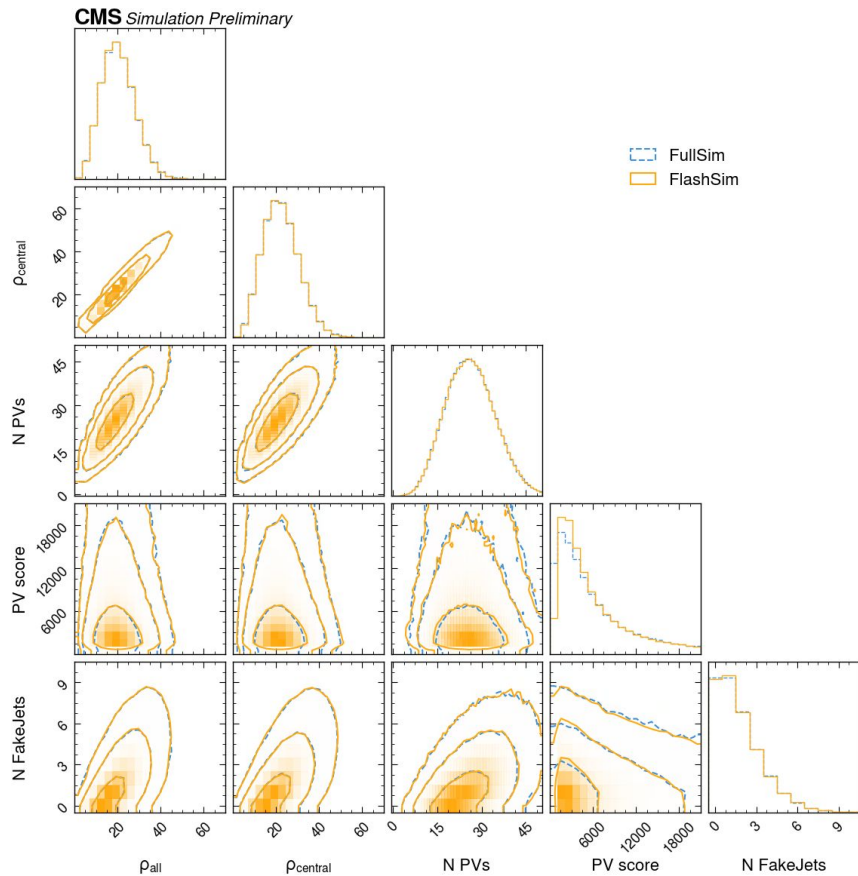 CMS Simulation Preliminary
FullSim
FlashSim
ρcentral
60
40
20
N PVs
45
30
15
0
PV score
18000
12000
6000
N FakeJets
9
6
3
0
20 40 60
20 40 60
0 15 30 45
6000 12000 18000
0 3 6 9
ρall
ρcentral
N PVs
PV score
N FakeJets